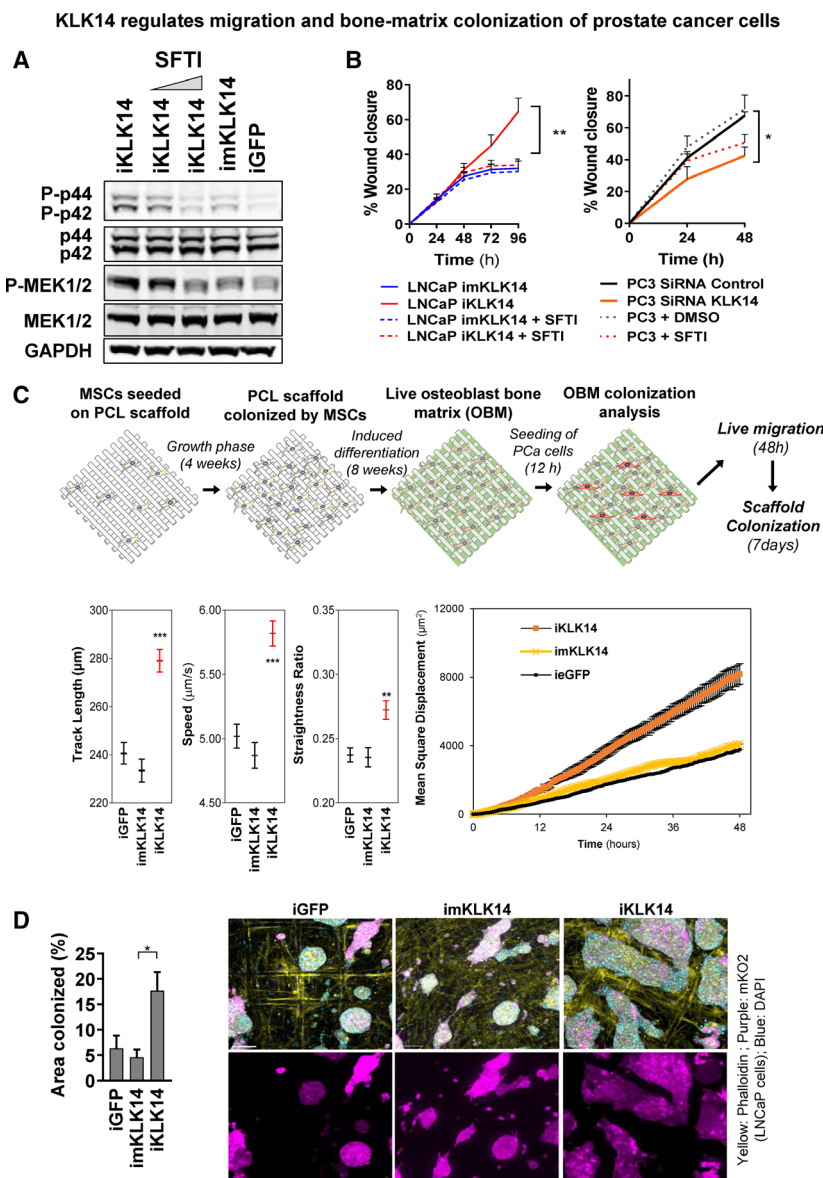 KLK14 regulates migration and bone-matrix colonization of prostate cancer cells
A
SFTI
iKLK14
iKLK14
iKLK14
imKLK14
iGFP
P-p44
P-p42
p44
p42
P-MEK1/2
MEK1/2
GAPDH
B
% Wound closure
80
60
40
20
0
0
24
48
72
96
**
Time (h)
LNCaP imKLK14
LNCaP iKLK14
LNCaP imKLK14 + SFTI
LNCaP iKLK14 + SFTI
% Wound closure
80
60
40
20
0
0
24
48
*
Time (h)
PC3 SiRNA Control
PC3 SiRNA KLK14
PC3 + DMSO
PC3 + SFTI
C
MSCs seeded
on PCL scaffold
Growth phase
(4 weeks)
PCL scaffold
colonized by MSCs
Induced
differentiation
(8 weeks)
Live osteoblast bone
matrix (OBM)
Seeding of
PCa cells
(12 h)
OBM colonization
analysis
Live migration
(48h)
Scaffold
Colonization
(7days)
Track Length (μm)
300
280
260
240
220
***
iGFP
imKLK14
iKLK14
Speed (μm/s)
6.00
5.75
5.00
4.50
***
iGFP
imKLK14
iKLK14
Straightness Ratio
0.35
0.30
0.26
0.23
0.20
**
iGFP
imKLK14
iKLK14
Mean Square Displacement (μm²)
12000
8000
4000
0
0
12
24
36
48
Time (hours)
iKLK14
imKLK14
ieGFP
D
Area colonized (%)
25
20
15
10
5
0
*
iGFP
imKLK14
iKLK14
iGFP
imKLK14
iKLK14
Yellow: Phalloidin ; Purple: mKO2
(LNCaP cells); Blue: DAPI